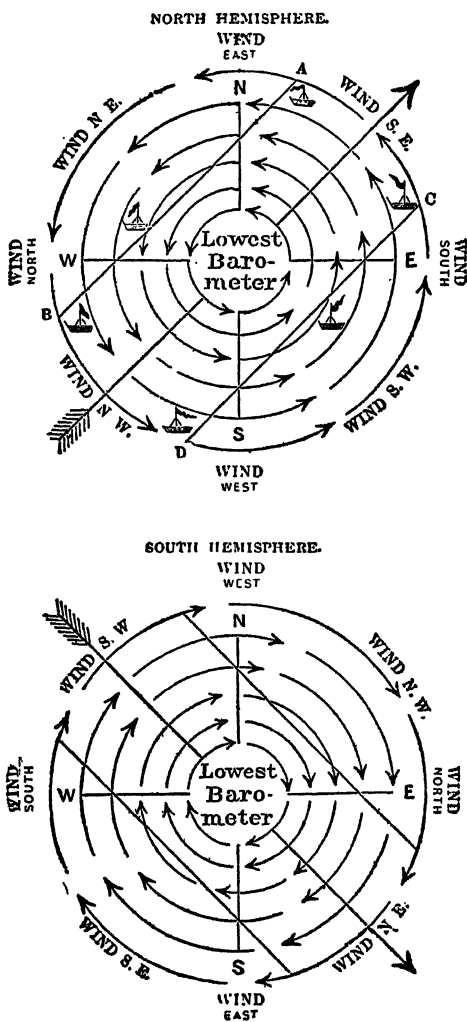 NORTH HEMISPHERE.
WIND
EAST
A
WIND N E.
N
WIND S. E.
C
WIND
NORTH
W
Lowest
Baro-
meter
E
WIND
SOUTH
B
WIND N W.
S
D
WIND S. W.
WIND
WEST
SOUTH HEMISPHERE.
WIND
WEST
WIND S. W
N
WIND N. W.
WIND
SOUTH
W
Lowest
Baro-
meter
E
WIND
NORTH
WIND S. E.
S
WIND N E.
WIND
EAST